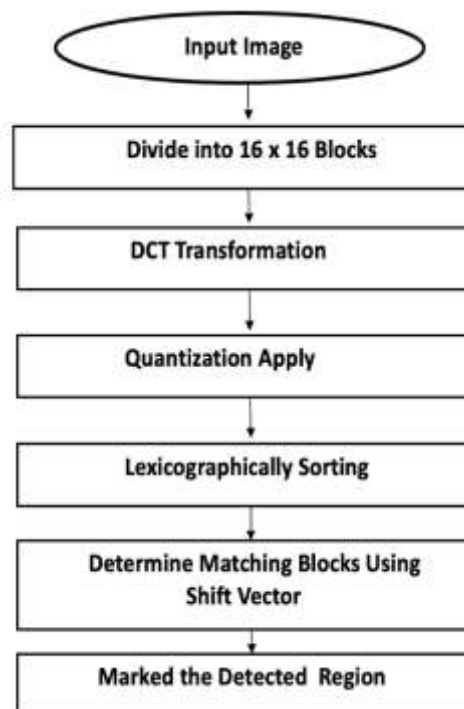 Input Image
Divide into 16 x 16 Blocks
DCT Transformation
Quantization Apply
Lexicographically Sorting
Determine Matching Blocks Using
Shift Vector
Marked the Detected Region